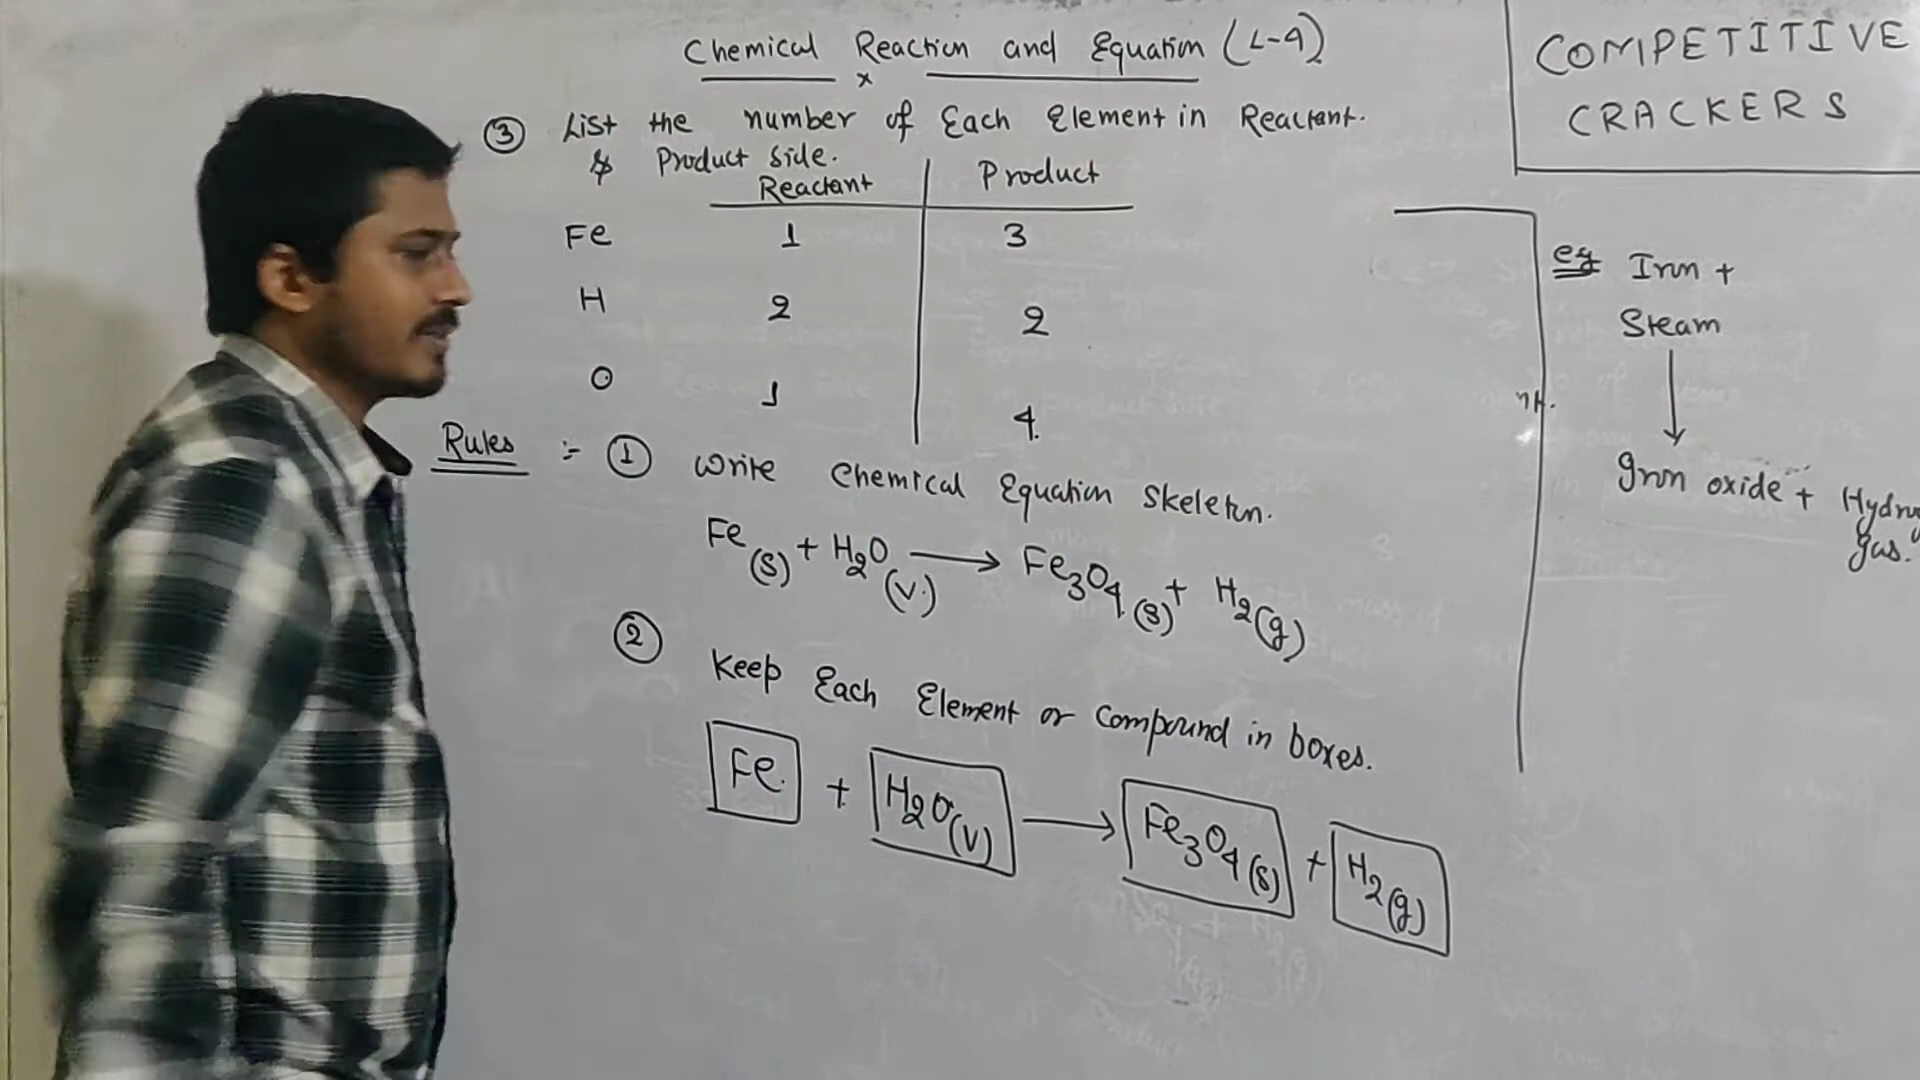 Chemical Reaction and Equation (L-4)
COMPETITIVE
CRACKERS
③ List the number of Each Element in Reactant.
& Product side.
Reactant Product
Fe 1 3
H 2 2
O 1 4
Rules :- ① Write Chemical Equation Skeleton.
Fe(s) + H2O(v) ⟶ Fe3O4(s) + H2(g)
② Keep Each Element or Compound in boxes.
Fe + H2O(v) ⟶ Fe3O4(s) + H2(g)
eg Iron +
Steam
↓
Iron oxide +
gas.